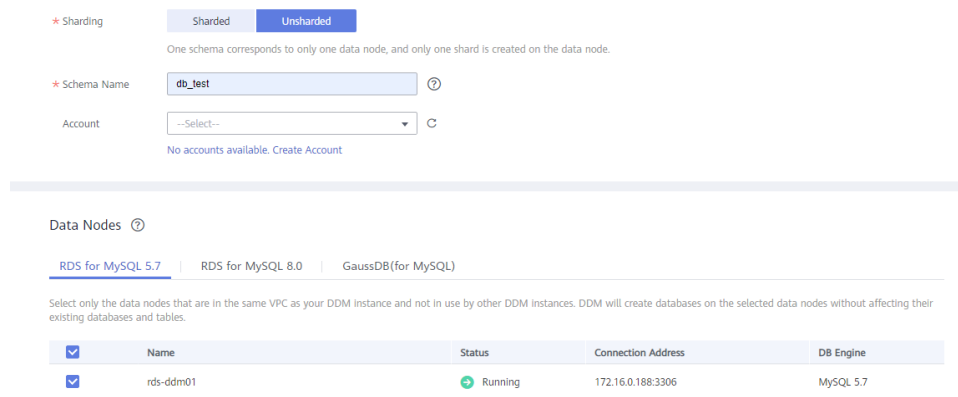 * Sharding Sharded Unsharded
One schema corresponds to only one data node, and only one shard is created on the data node.
* Schema Name db_test ?
Account --Select--
No accounts available. Create Account
Data Nodes ?
RDS for MySQL 5.7 | RDS for MySQL 8.0 | GaussDB(for MySQL)
Select only the data nodes that are in the same VPC as your DDM instance and not in use by other DDM instances. DDM will create databases on the selected data nodes without affecting their
existing databases and tables.
Name Status Connection Address DB Engine
rds-ddm01 Running 172.16.0.188:3306 MySQL 5.7